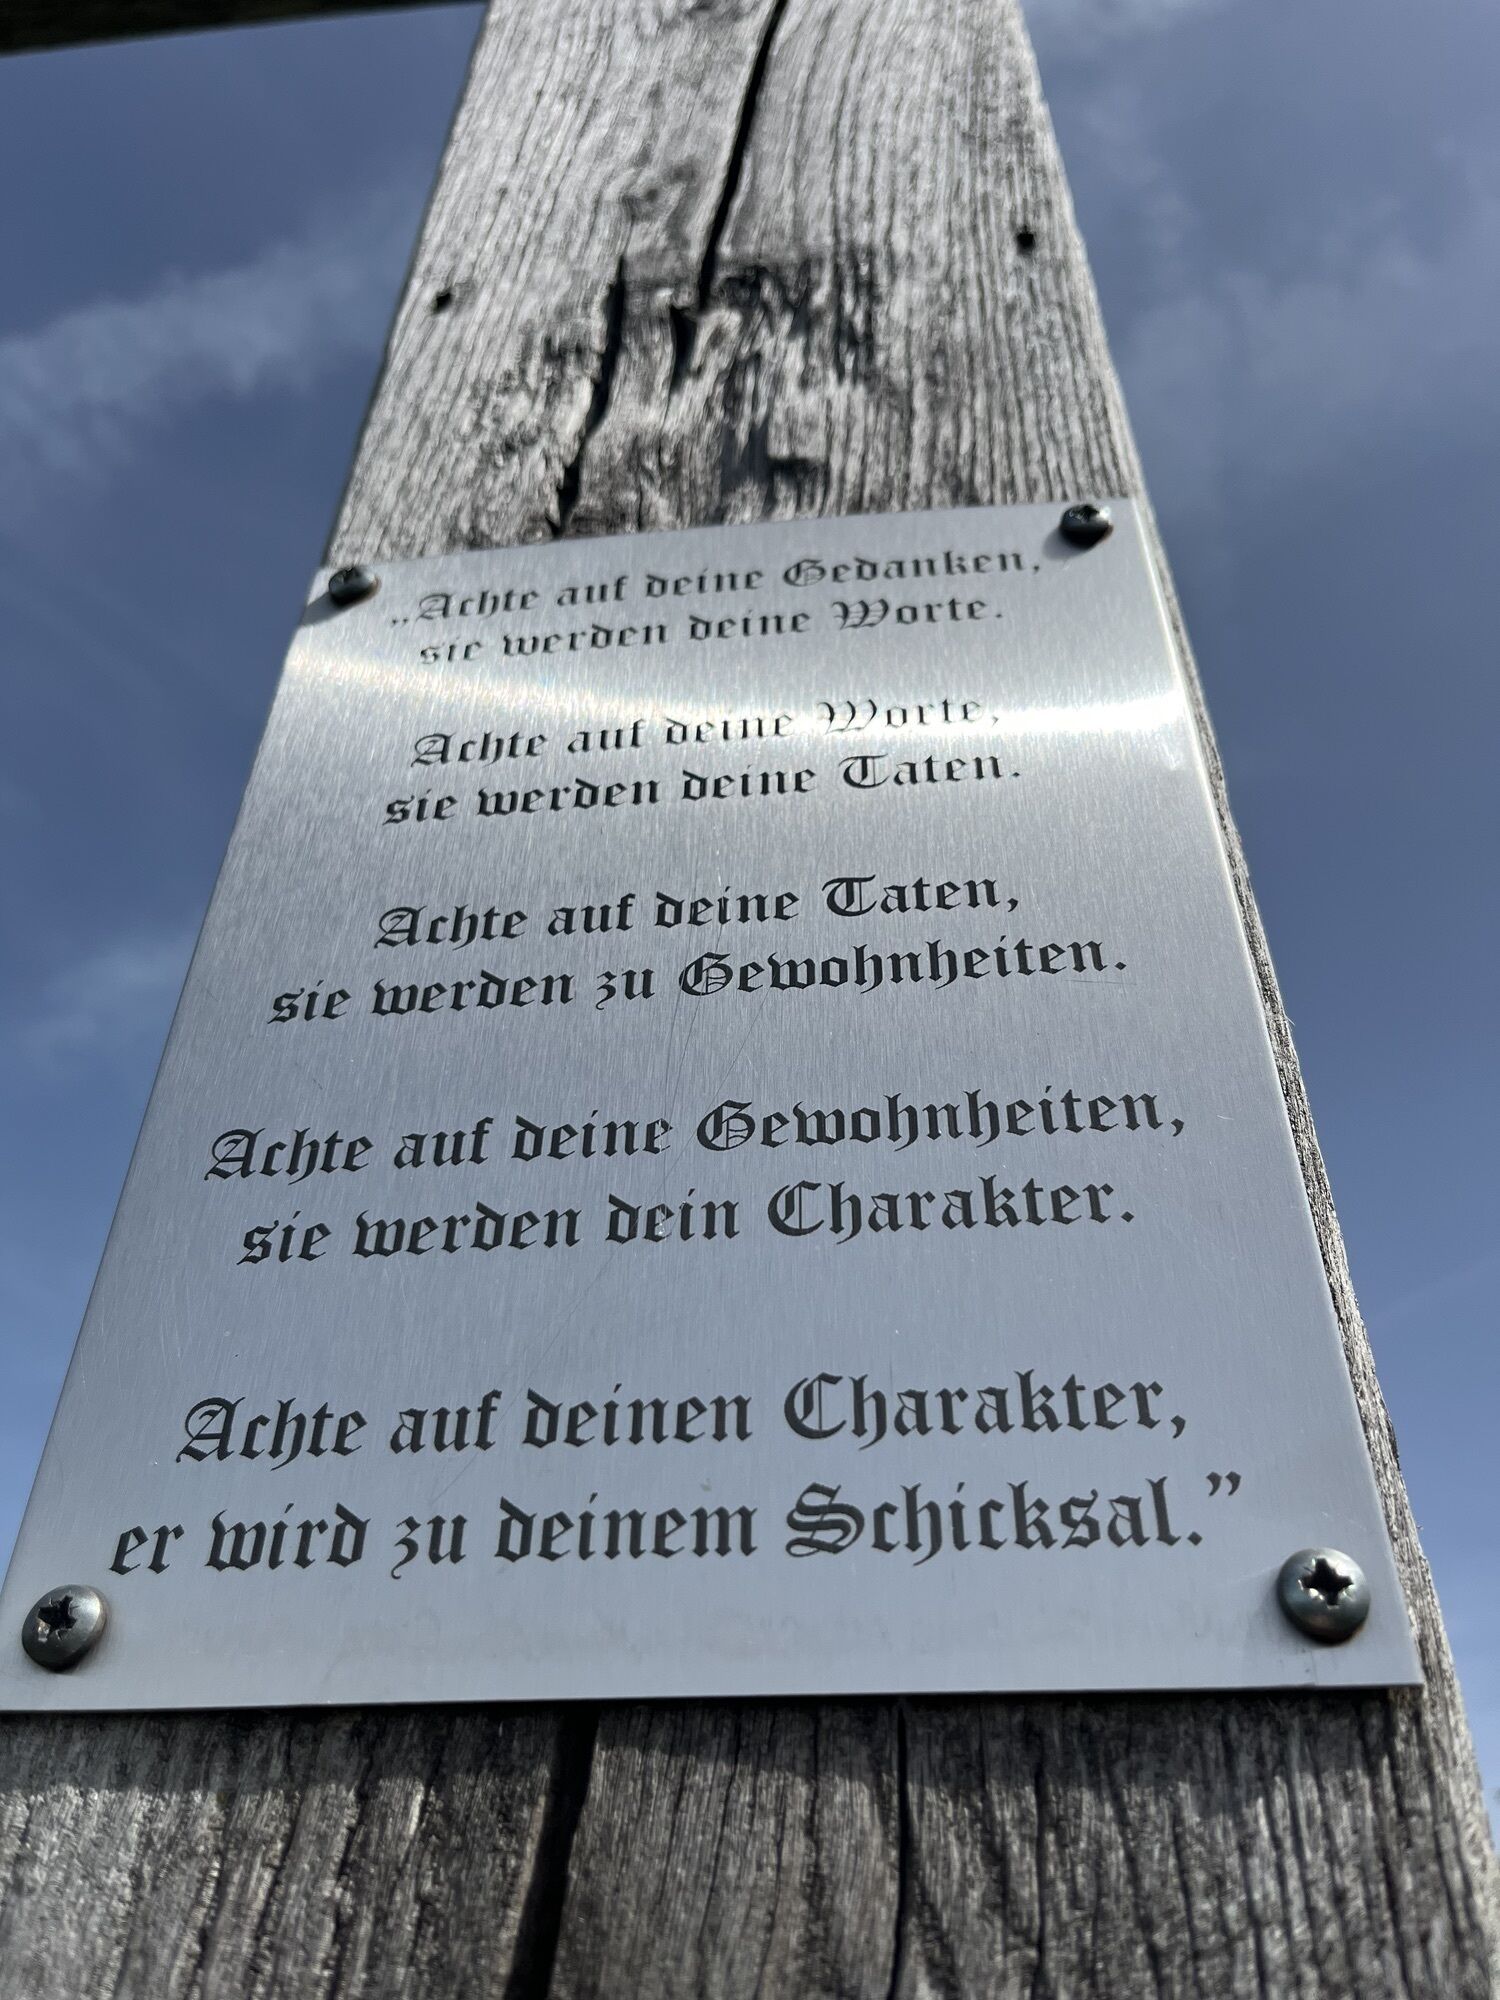 „Achte auf deine Gedanken,
sie werden deine Worte.
Achte auf deine Worte,
sie werden deine Taten.
Achte auf deine Taten,
sie werden zu Gewohnheiten.
Achte auf deine Gewohnheiten,
sie werden dein Charakter.
Achte auf deinen Charakter,
er wird zu deinem Schicksal.”